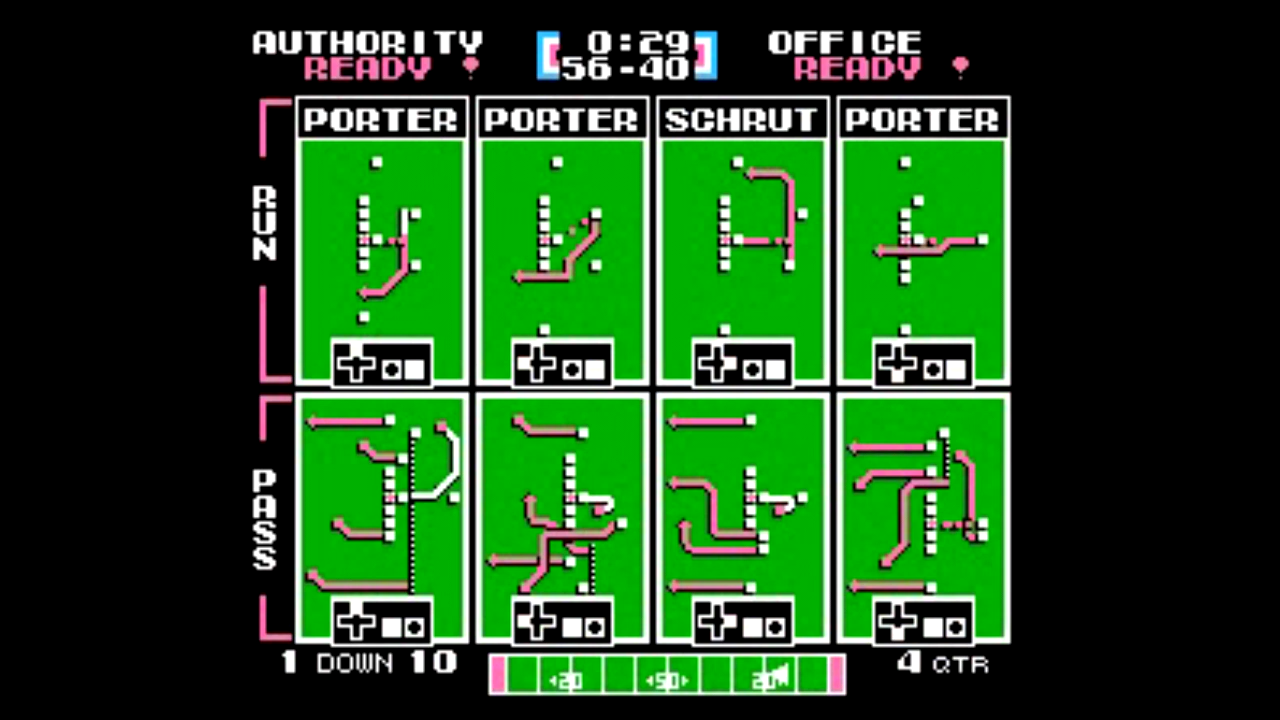 AUTHORITY 0:29 OFFICE
READY 56-40 READY
PORTER PORTER SCHRUT PORTER
RUN
PASS
1 DOWN 10 4 QTR
20 50 20